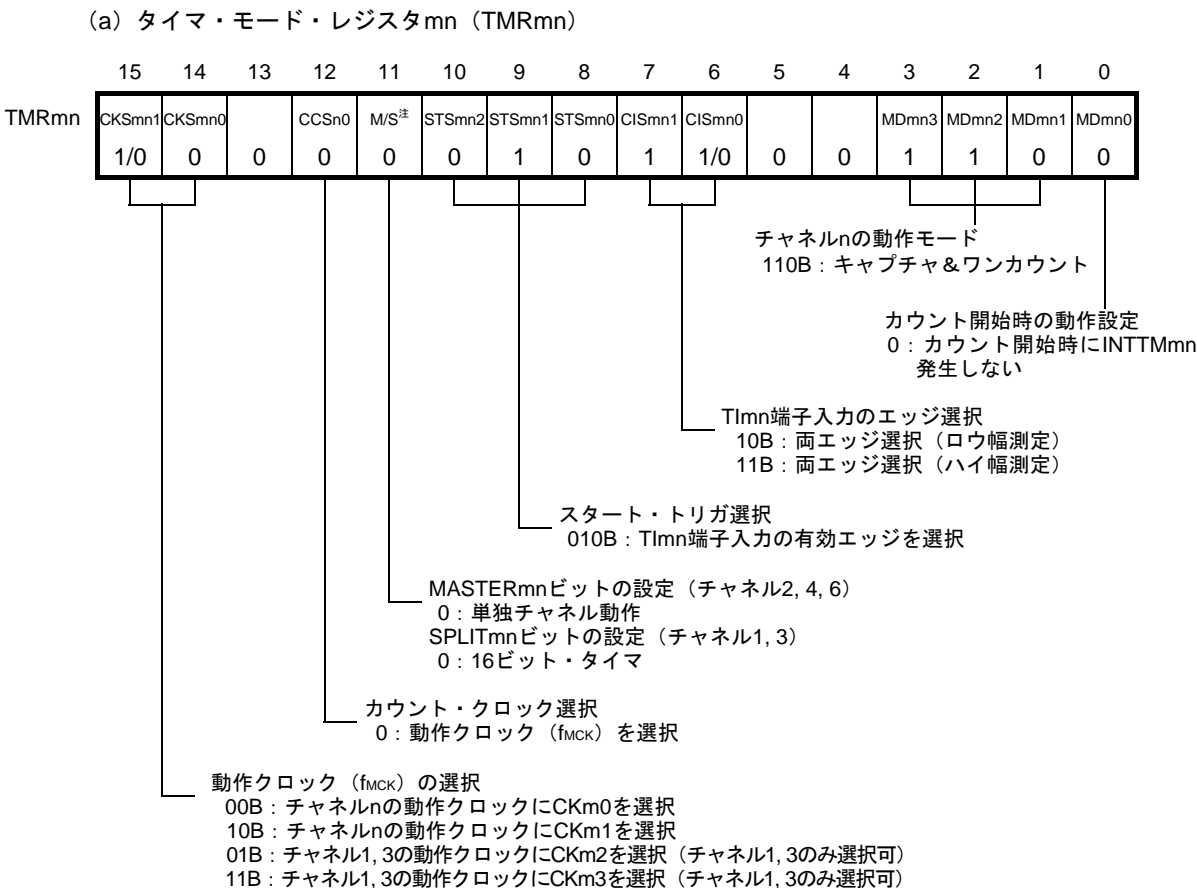 (a) タイマ・モード・レジスタmn（TMRmn）
15 14 13 12 11 10 9 8 7 6 5 4 3 2 1 0
TMRmn CKSmn1 CKSmn0 CCSn0 M/S注 STSmn2 STSmn1 STSmn0 CISmn1 CISmn0 MDmn3 MDmn2 MDmn1 MDmn0
1/0 0 0 0 0 0 1 0 1 1/0 0 0 1 1 0 0
チャネルnの動作モード
110B：キャプチャ＆ワンカウント
カウント開始時の動作設定
0：カウント開始時にINTTMmn
発生しない
TImn端子入力のエッジ選択
10B：両エッジ選択（ロウ幅測定）
11B：両エッジ選択（ハイ幅測定）
スタート・トリガ選択
010B：TImn端子入力の有効エッジを選択
MASTERmnビットの設定（チャネル2, 4, 6）
0：単独チャネル動作
SPLITmnビットの設定（チャネル1, 3）
0：16ビット・タイマ
カウント・クロック選択
0：動作クロック（fMCK）を選択
動作クロック（fMCK）の選択
00B：チャネルnの動作クロックにCKm0を選択
10B：チャネルnの動作クロックにCKm1を選択
01B：チャネル1, 3の動作クロックにCKm2を選択（チャネル1, 3のみ選択可）
11B：チャネル1, 3の動作クロックにCKm3を選択（チャネル1, 3のみ選択可）